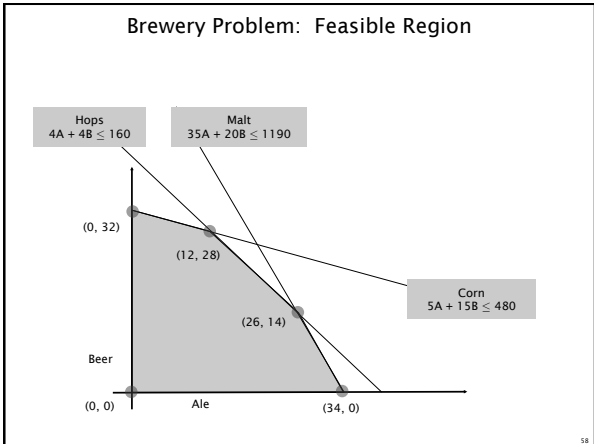 Brewery Problem: Feasible Region
Hops
4A + 4B ≤ 160
Malt
35A + 20B ≤ 1190
(0, 32)
(12, 28)
Corn
5A + 15B ≤ 480
(26, 14)
Beer
(0, 0)
Ale
(34, 0)
58